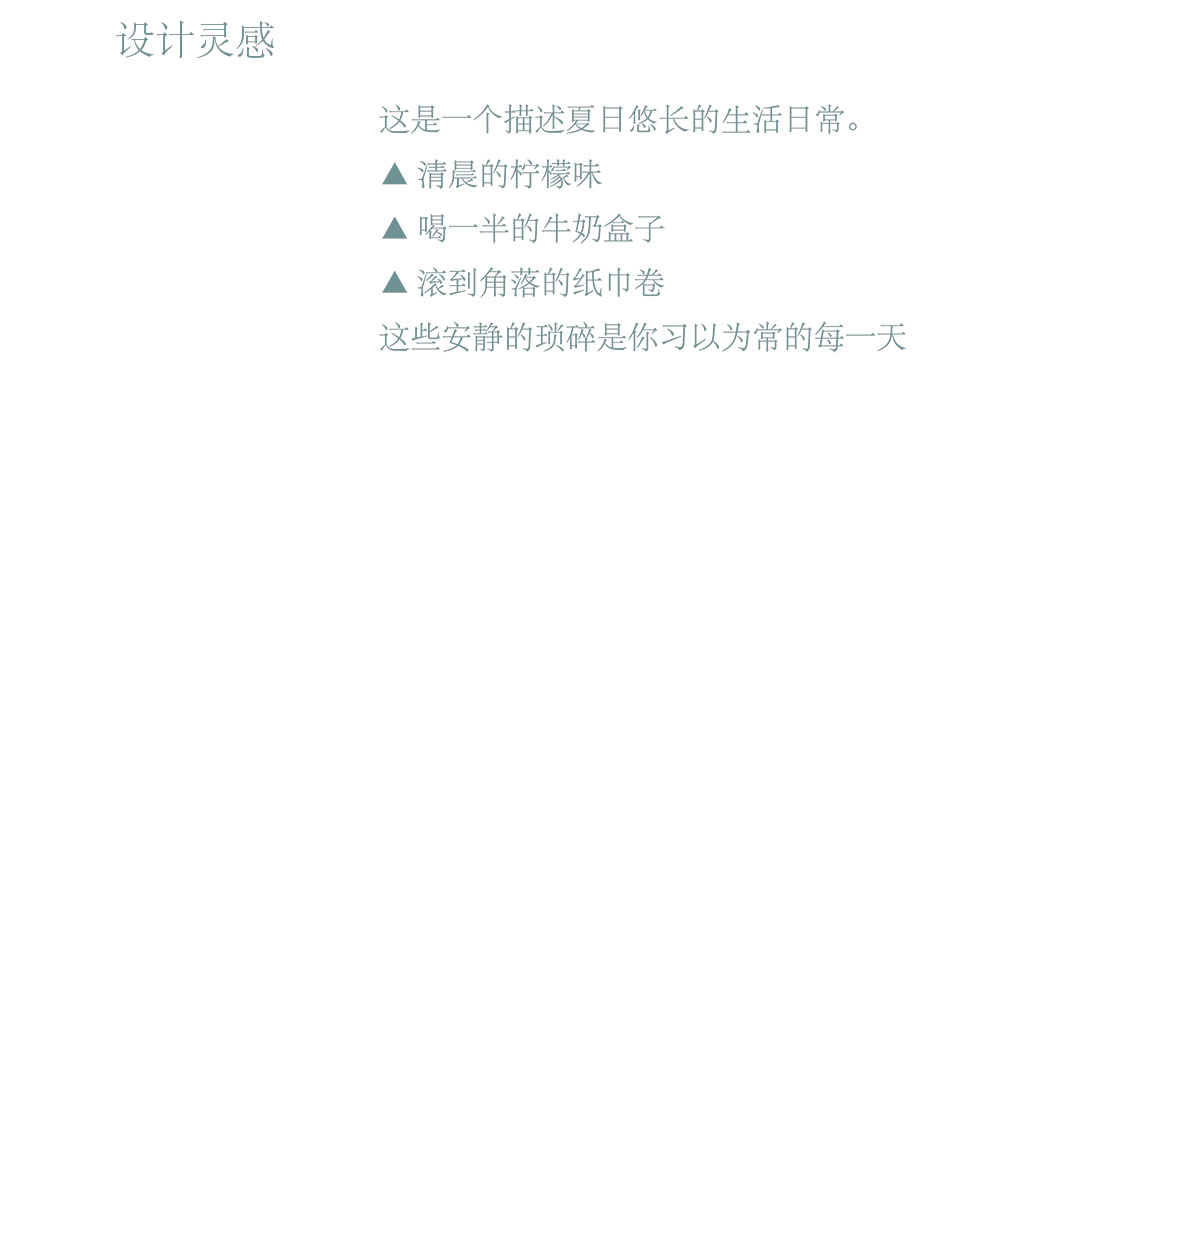 设计灵感
这是一个描述夏日悠长的生活日常。
▲ 清晨的柠檬味
▲ 喝一半的牛奶盒子
▲ 滚到角落的纸巾卷
这些安静的琐碎是你习以为常的每一天